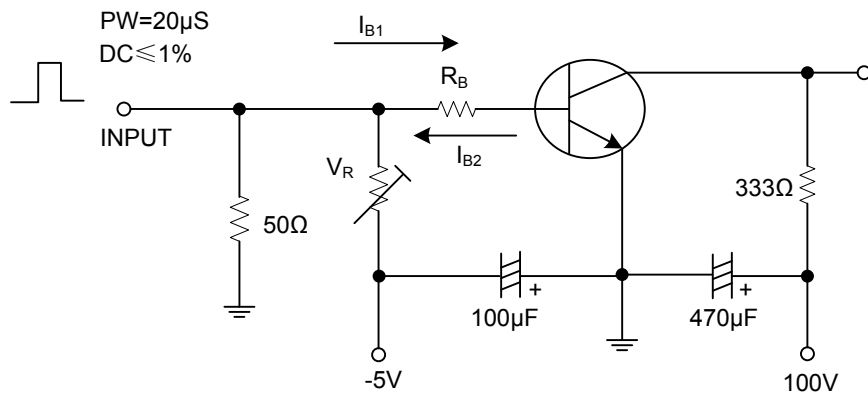 PW=20μS
DC≤1%
INPUT
I_B1
R_B
I_B2
V_R
50Ω
333Ω
100μF
+
470μF
+
-5V
100V